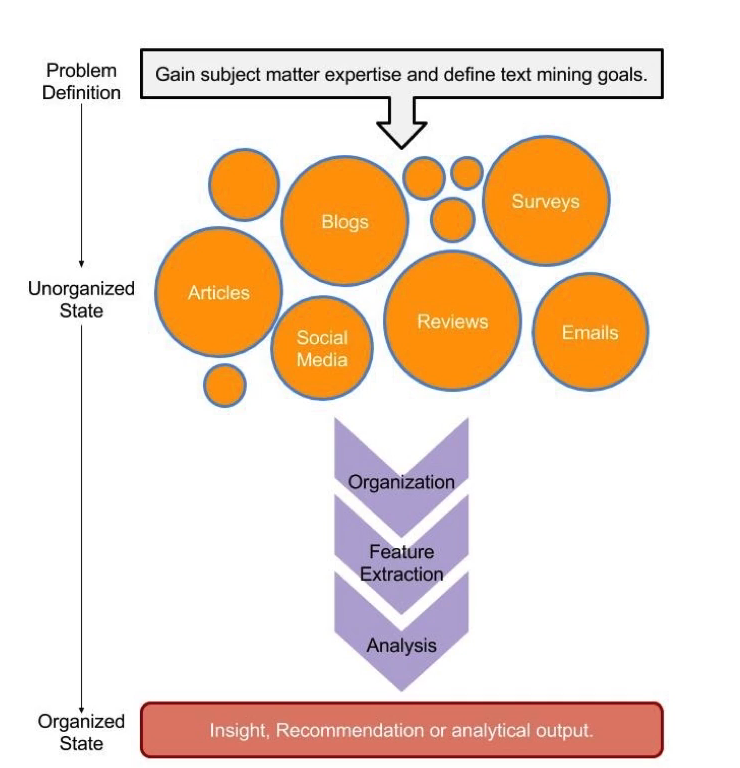 Problem
Definition
Gain subject matter expertise and define text mining goals.
Blogs
Surveys
Unorganized
State
Articles
Social
Media
Reviews
Emails
Organization
Feature
Extraction
Analysis
Organized
State
Insight, Recommendation or analytical output.